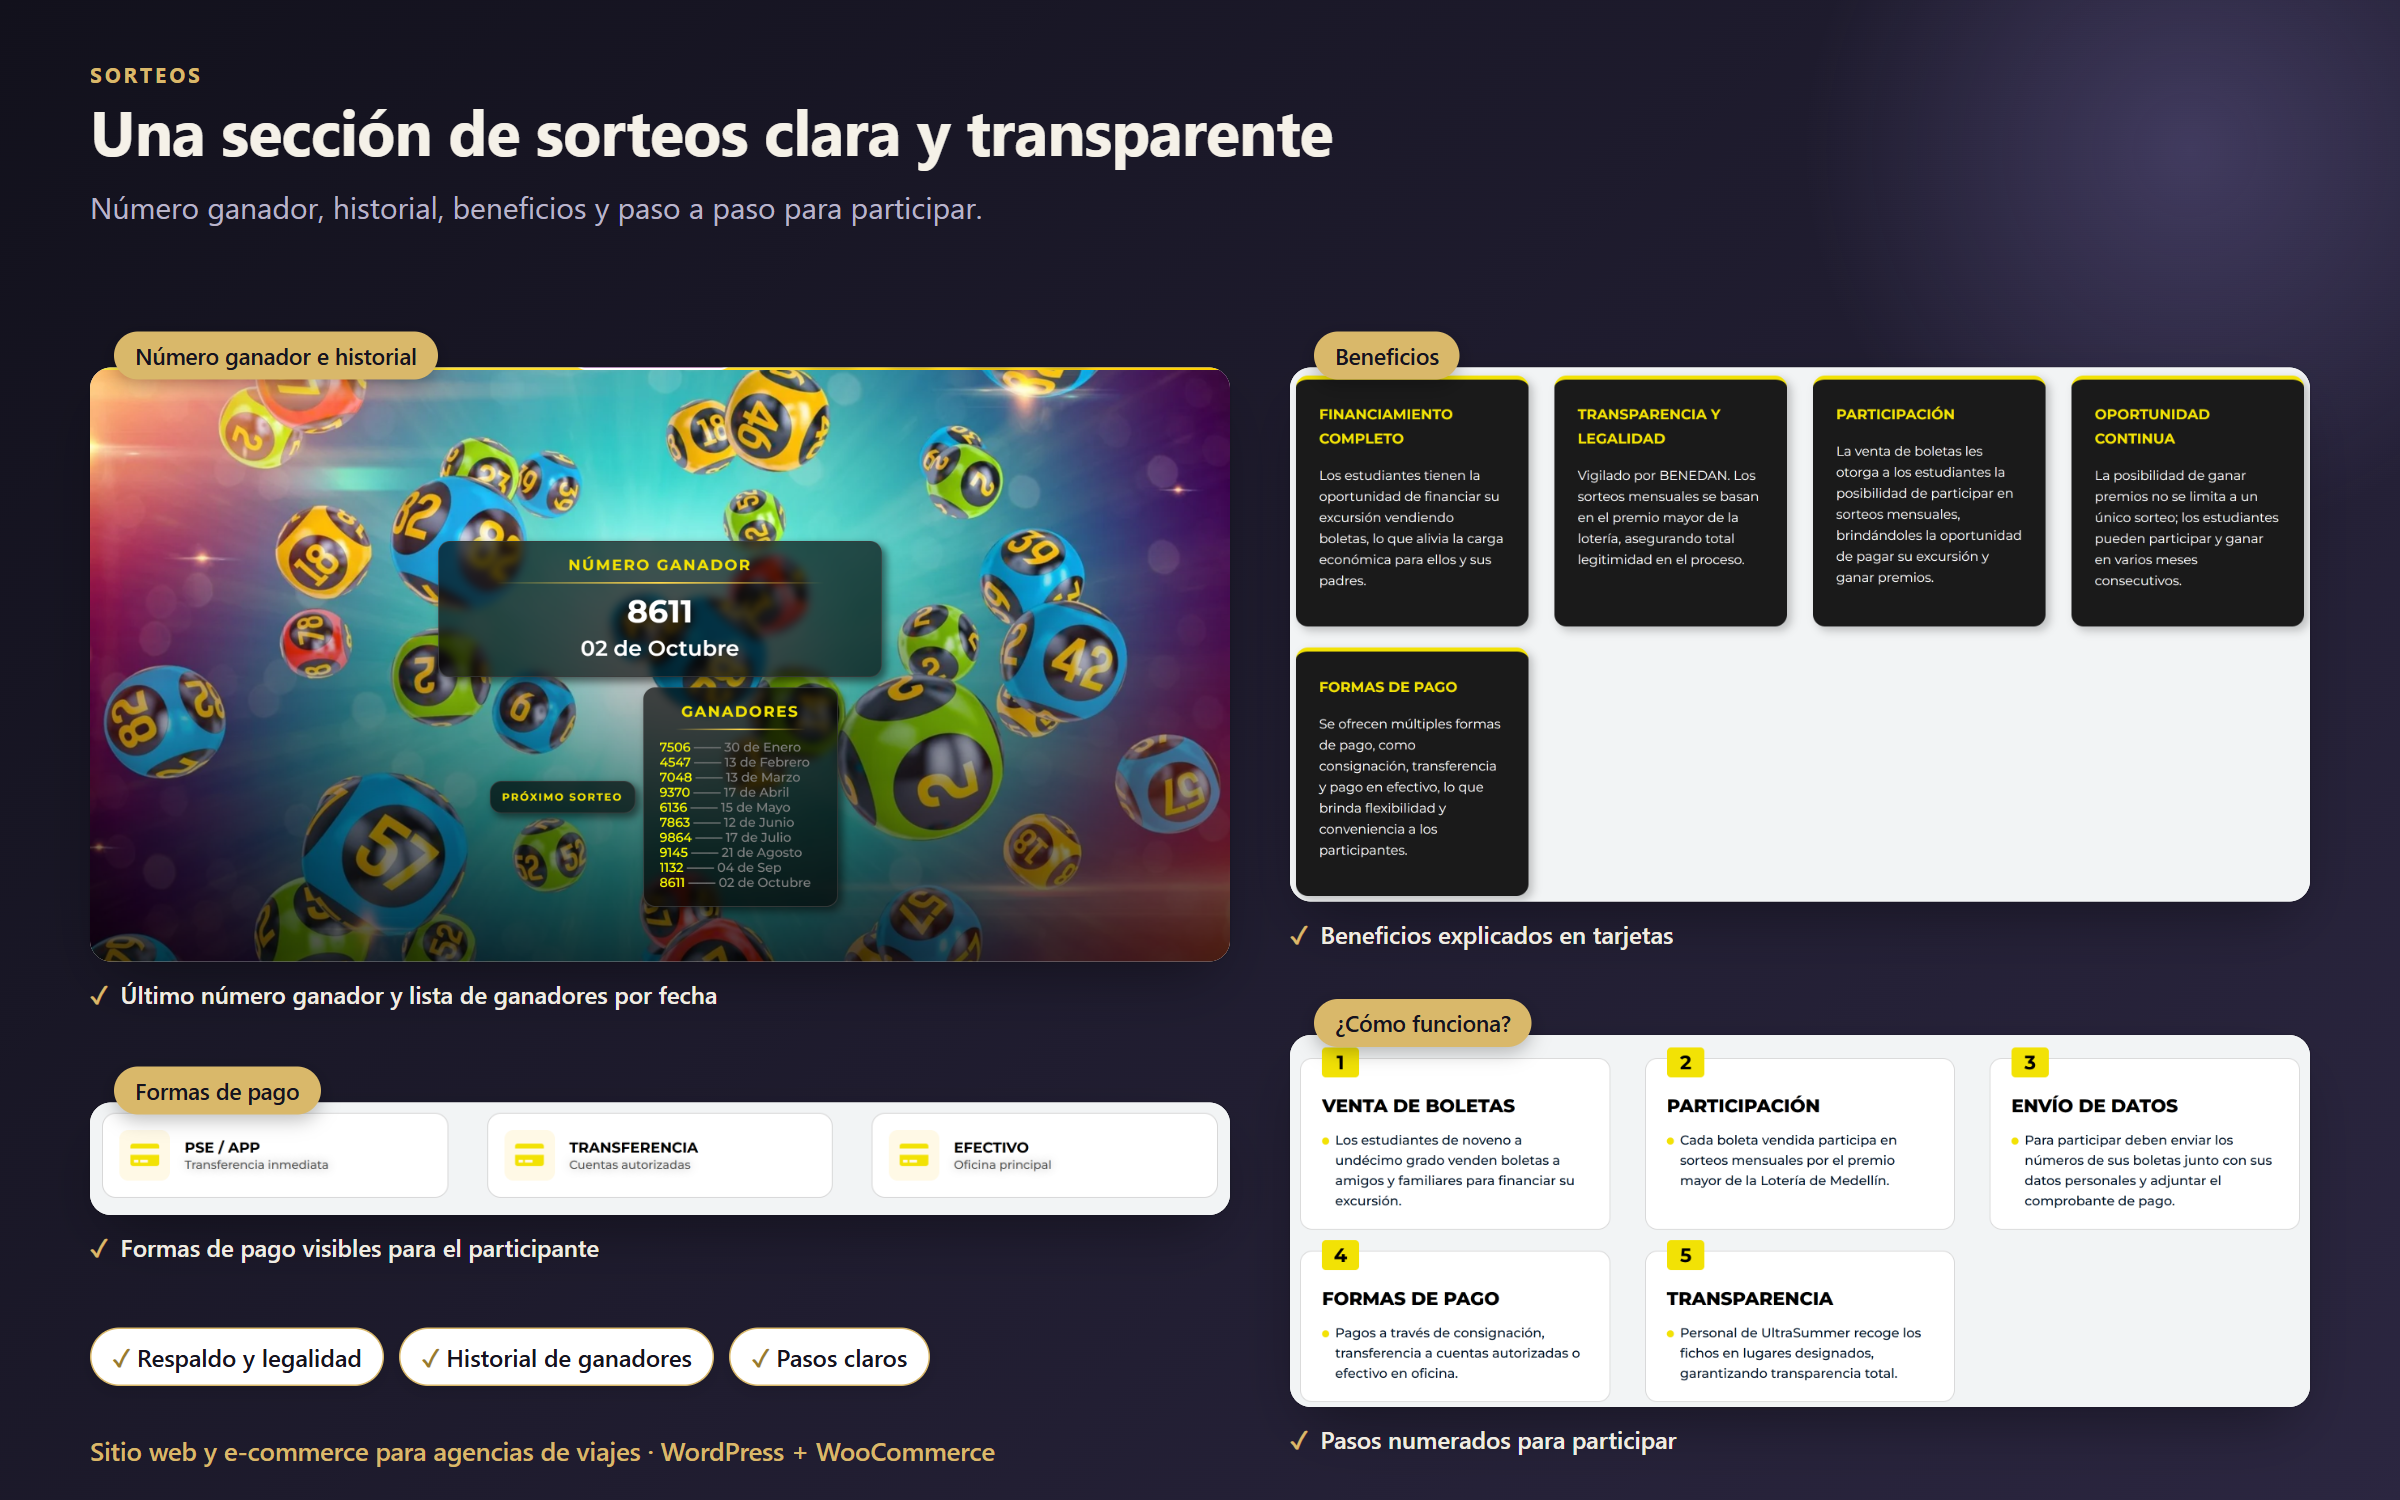 SORTEOS
Una sección de sorteos clara y transparente
Número ganador, historial, beneficios y paso a paso para participar.
Número ganador e historial
NÚMERO GANADOR
8611
02 de Octubre
GANADORES
7506 —— 30 de Enero
4547 —— 13 de Febrero
7048 —— 13 de Marzo
9370 —— 17 de Abril
6136 —— 15 de Mayo
7863 —— 12 de Junio
9864 —— 17 de Julio
9145 —— 21 de Agosto
1132 —— 04 de Sep
8611 —— 02 de Octubre
PRÓXIMO SORTEO
✓ Último número ganador y lista de ganadores por fecha
Formas de pago
PSE / APP
Transferencia inmediata
TRANSFERENCIA
Cuentas autorizadas
EFECTIVO
Oficina principal
✓ Formas de pago visibles para el participante
✓ Respaldo y legalidad
✓ Historial de ganadores
✓ Pasos claros
Sitio web y e-commerce para agencias de viajes · WordPress + WooCommerce
Beneficios
FINANCIAMIENTO
COMPLETO
Los estudiantes tienen la
oportunidad de financiar su
excursión vendiendo
boletas, lo que alivia la carga
económica para ellos y sus
padres.
TRANSPARENCIA Y
LEGALIDAD
Vigilado por BENEDAN. Los
sorteos mensuales se basan
en el premio mayor de la
lotería, asegurando total
legitimidad en el proceso.
PARTICIPACIÓN
La venta de boletas les
otorga a los estudiantes la
posibilidad de participar en
sorteos mensuales,
brindándoles la oportunidad
de pagar su excursión y
ganar premios.
OPORTUNIDAD
CONTINUA
La posibilidad de ganar
premios no se limita a un
único sorteo; los estudiantes
pueden participar y ganar
en varios meses
consecutivos.
FORMAS DE PAGO
Se ofrecen múltiples formas
de pago, como
consignación, transferencia
y pago en efectivo, lo que
brinda flexibilidad y
conveniencia a los
participantes.
✓ Beneficios explicados en tarjetas
¿Cómo funciona?
1
VENTA DE BOLETAS
Los estudiantes de noveno a
undécimo grado venden boletas a
amigos y familiares para financiar su
excursión.
2
PARTICIPACIÓN
Cada boleta vendida participa en
sorteos mensuales por el premio
mayor de la Lotería de Medellín.
3
ENVÍO DE DATOS
Para participar deben enviar los
números de sus boletas junto con sus
datos personales y adjuntar el
comprobante de pago.
4
FORMAS DE PAGO
Pagos a través de consignación,
transferencia a cuentas autorizadas o
efectivo en oficina.
5
TRANSPARENCIA
Personal de UltraSummer recoge los
fichos en lugares designados,
garantizando transparencia total.
✓ Pasos numerados para participar